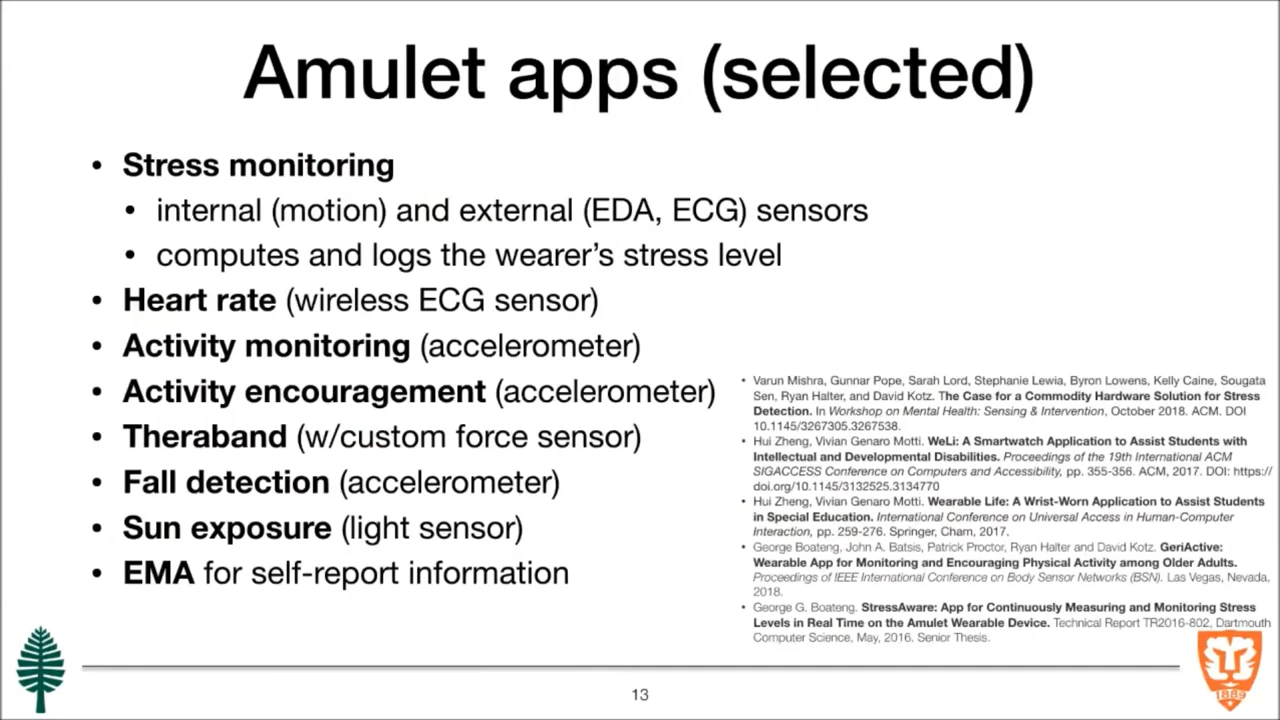 Amulet apps (selected)
• Stress monitoring
• internal (motion) and external (EDA, ECG) sensors
• computes and logs the wearer’s stress level
• Heart rate (wireless ECG sensor)
• Activity monitoring (accelerometer)
• Activity encouragement (accelerometer)
• Theraband (w/custom force sensor)
• Fall detection (accelerometer)
• Sun exposure (light sensor)
• EMA for self-report information
• Varun Mishra, Gunnar Pope, Sarah Lord, Stephanie Lewia, Byron Lowens, Kelly Caine, Sougata
Sen, Ryan Halter, and David Kotz. The Case for a Commodity Hardware Solution for Stress
Detection. In Workshop on Mental Health: Sensing & Intervention, October 2018. ACM. DOI
10.1145/3267305.3267538.
• Hui Zheng, Vivian Genaro Motti. WeLi: A Smartwatch Application to Assist Students with
Intellectual and Developmental Disabilities. Proceedings of the 19th International ACM
SIGACCESS Conference on Computers and Accessibility, pp. 355-356. ACM, 2017. DOI: https://
doi.org/10.1145/3132525.3134770
• Hui Zheng, Vivian Genaro Motti. Wearable Life: A Wrist-Worn Application to Assist Students
in Special Education. International Conference on Universal Access in Human-Computer
Interaction, pp. 259-276. Springer, Cham, 2017.
• George Boateng, John A. Batsis, Patrick Proctor, Ryan Halter and David Kotz. GeriActive:
Wearable App for Monitoring and Encouraging Physical Activity among Older Adults.
Proceedings of IEEE International Conference on Body Sensor Networks (BSN). Las Vegas, Nevada,
2018.
• George G. Boateng. StressAware: App for Continuously Measuring and Monitoring Stress
Levels in Real Time on the Amulet Wearable Device. Technical Report TR2016-802, Dartmouth
Computer Science, May, 2016. Senior Thesis.
1889
13